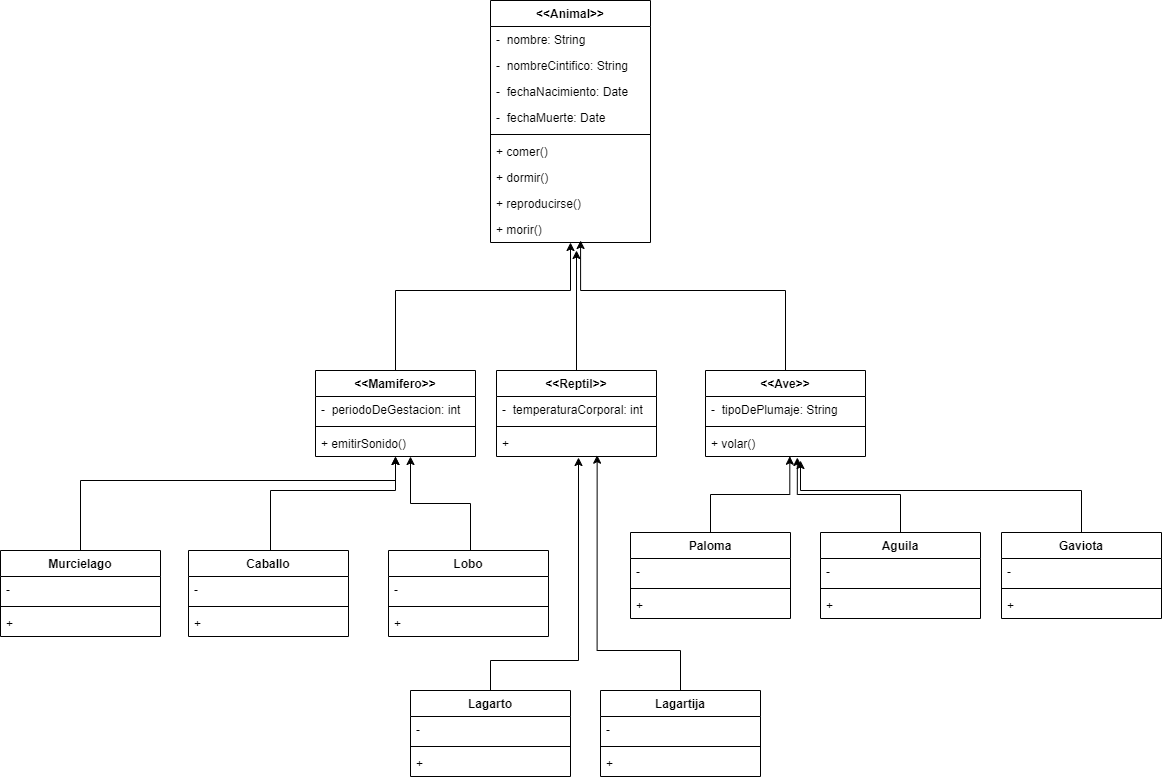 <<Animal>>
- nombre: String
- nombreCintifico: String
- fechaNacimiento: Date
- fechaMuerte: Date
+ comer()
+ dormir()
+ reproducirse()
+ morir()
<<Mamifero>>
- periodoDeGestacion: int
+ emitirSonido()
<<Reptil>>
- temperaturaCorporal: int
+
<<Ave>>
- tipoDePlumaje: String
+ volar()
Murcielago
-
+
Caballo
-
+
Lobo
-
+
Paloma
-
+
Aguila
-
+
Gaviota
-
+
Lagarto
-
+
Lagartija
-
+